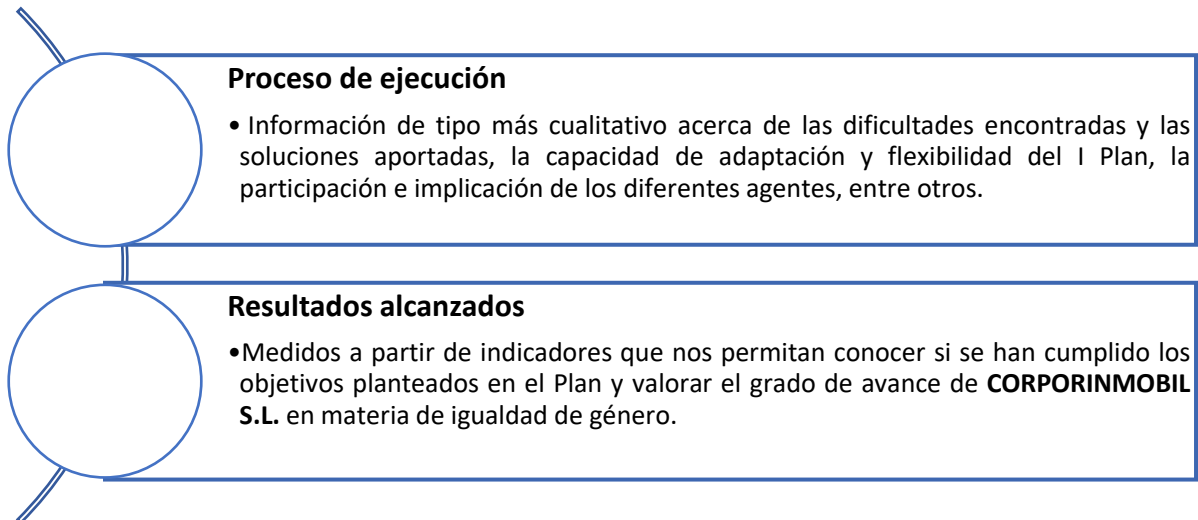 Proceso de ejecución
• Información de tipo más cualitativo acerca de las dificultades encontradas y las
soluciones aportadas, la capacidad de adaptación y flexibilidad del I Plan, la
participación e implicación de los diferentes agentes, entre otros.
Resultados alcanzados
•Medidos a partir de indicadores que nos permitan conocer si se han cumplido los
objetivos planteados en el Plan y valorar el grado de avance de CORPORINMOBIL
S.L. en materia de igualdad de género.